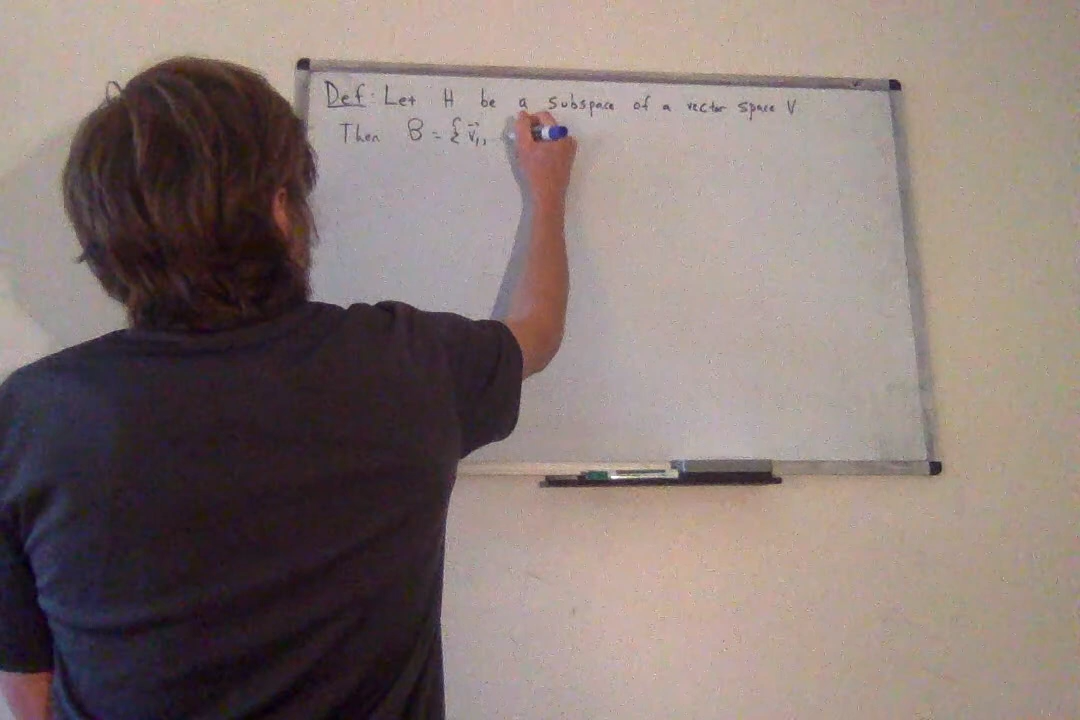 Def: Let H be a subspace of a vector space V
Then B = { v⃗₁,